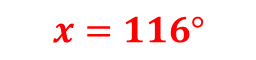 x = 116°